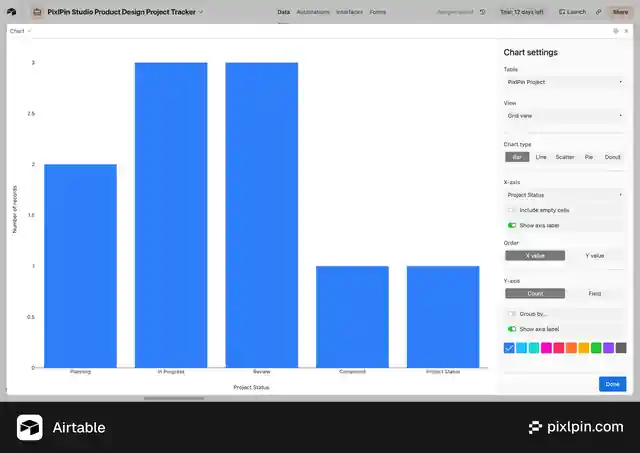 PixlPin Studio Product Design Project Tracker
Data Automations Interfaces Forms
Trial: 12 days left
Launch
Share
Chart
Chart settings
Table
PixlPin Project
View
Grid view
Chart type
Bar Line Scatter Pie Donut
X-axis
Project Status
Include empty cells
Show axis label
Order
X value Y value
Y-axis
Count Field
Group by...
Show axis label
Done
Number of records
3
2.5
2
1.5
1
0.5
0
Planning In Progress Review Completed Project Status
Project Status
Airtable
pixlpin.com